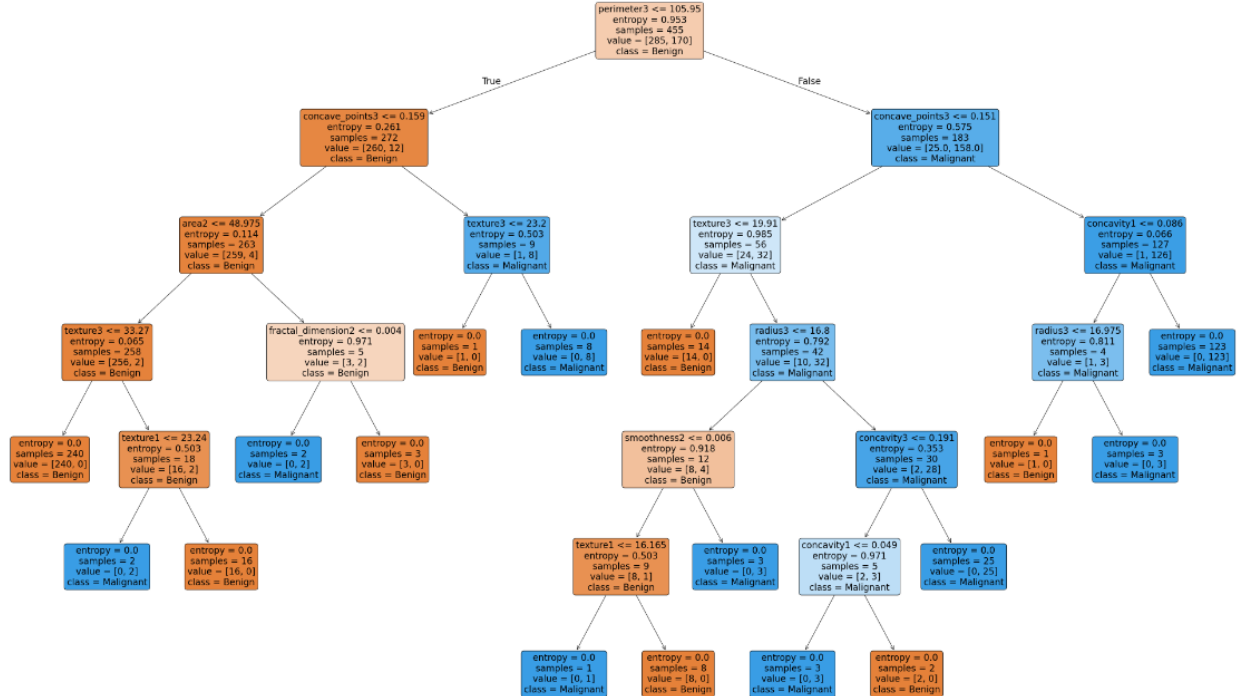 perimeter3 <= 105.95
entropy = 0.953
samples = 455
value = [285, 170]
class = Benign
True
False
concave_points3 <= 0.159
entropy = 0.261
samples = 272
value = [260, 12]
class = Benign
concave_points3 <= 0.151
entropy = 0.575
samples = 183
value = [25.0, 158.0]
class = Malignant
area2 <= 48.975
entropy = 0.114
samples = 263
value = [259, 4]
class = Benign
texture3 <= 23.2
entropy = 0.503
samples = 9
value = [1, 8]
class = Malignant
texture3 <= 19.91
entropy = 0.985
samples = 56
value = [24, 32]
class = Malignant
concavity1 <= 0.086
entropy = 0.066
samples = 127
value = [1, 126]
class = Malignant
texture3 <= 33.27
entropy = 0.065
samples = 258
value = [256, 2]
class = Benign
fractal_dimension2 <= 0.004
entropy = 0.971
samples = 5
value = [3, 2]
class = Benign
entropy = 0.0
samples = 1
value = [1, 0]
class = Benign
entropy = 0.0
samples = 8
value = [0, 8]
class = Malignant
entropy = 0.0
samples = 14
value = [14, 0]
class = Benign
radius3 <= 16.8
entropy = 0.792
samples = 42
value = [10, 32]
class = Malignant
radius3 <= 16.975
entropy = 0.811
samples = 4
value = [1, 3]
class = Malignant
entropy = 0.0
samples = 123
value = [0, 123]
class = Malignant
entropy = 0.0
samples = 240
value = [240, 0]
class = Benign
texture1 <= 23.24
entropy = 0.503
samples = 18
value = [16, 2]
class = Benign
entropy = 0.0
samples = 2
value = [0, 2]
class = Malignant
entropy = 0.0
samples = 3
value = [3, 0]
class = Benign
smoothness2 <= 0.006
entropy = 0.918
samples = 12
value = [8, 4]
class = Benign
concavity3 <= 0.191
entropy = 0.353
samples = 30
value = [2, 28]
class = Malignant
entropy = 0.0
samples = 1
value = [1, 0]
class = Benign
entropy = 0.0
samples = 3
value = [0, 3]
class = Malignant
entropy = 0.0
samples = 2
value = [0, 2]
class = Malignant
entropy = 0.0
samples = 16
value = [16, 0]
class = Benign
texture1 <= 16.165
entropy = 0.503
samples = 9
value = [8, 1]
class = Benign
entropy = 0.0
samples = 3
value = [0, 3]
class = Malignant
concavity1 <= 0.049
entropy = 0.971
samples = 5
value = [2, 3]
class = Malignant
entropy = 0.0
samples = 25
value = [0, 25]
class = Malignant
entropy = 0.0
samples = 1
value = [0, 1]
class = Malignant
entropy = 0.0
samples = 8
value = [8, 0]
class = Benign
entropy = 0.0
samples = 3
value = [0, 3]
class = Malignant
entropy = 0.0
samples = 2
value = [2, 0]
class = Benign